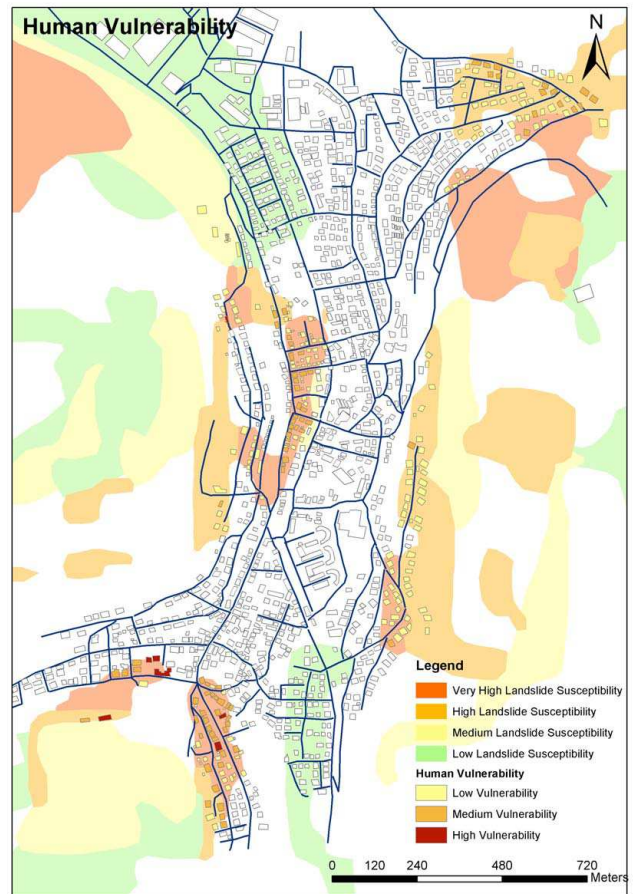 Human Vulnerability
N
Legend
Very High Landslide Susceptibility
High Landslide Susceptibility
Medium Landslide Susceptibility
Low Landslide Susceptibility
Human Vulnerability
Low Vulnerability
Medium Vulnerability
High Vulnerability
0 120 240 480 720
Meters